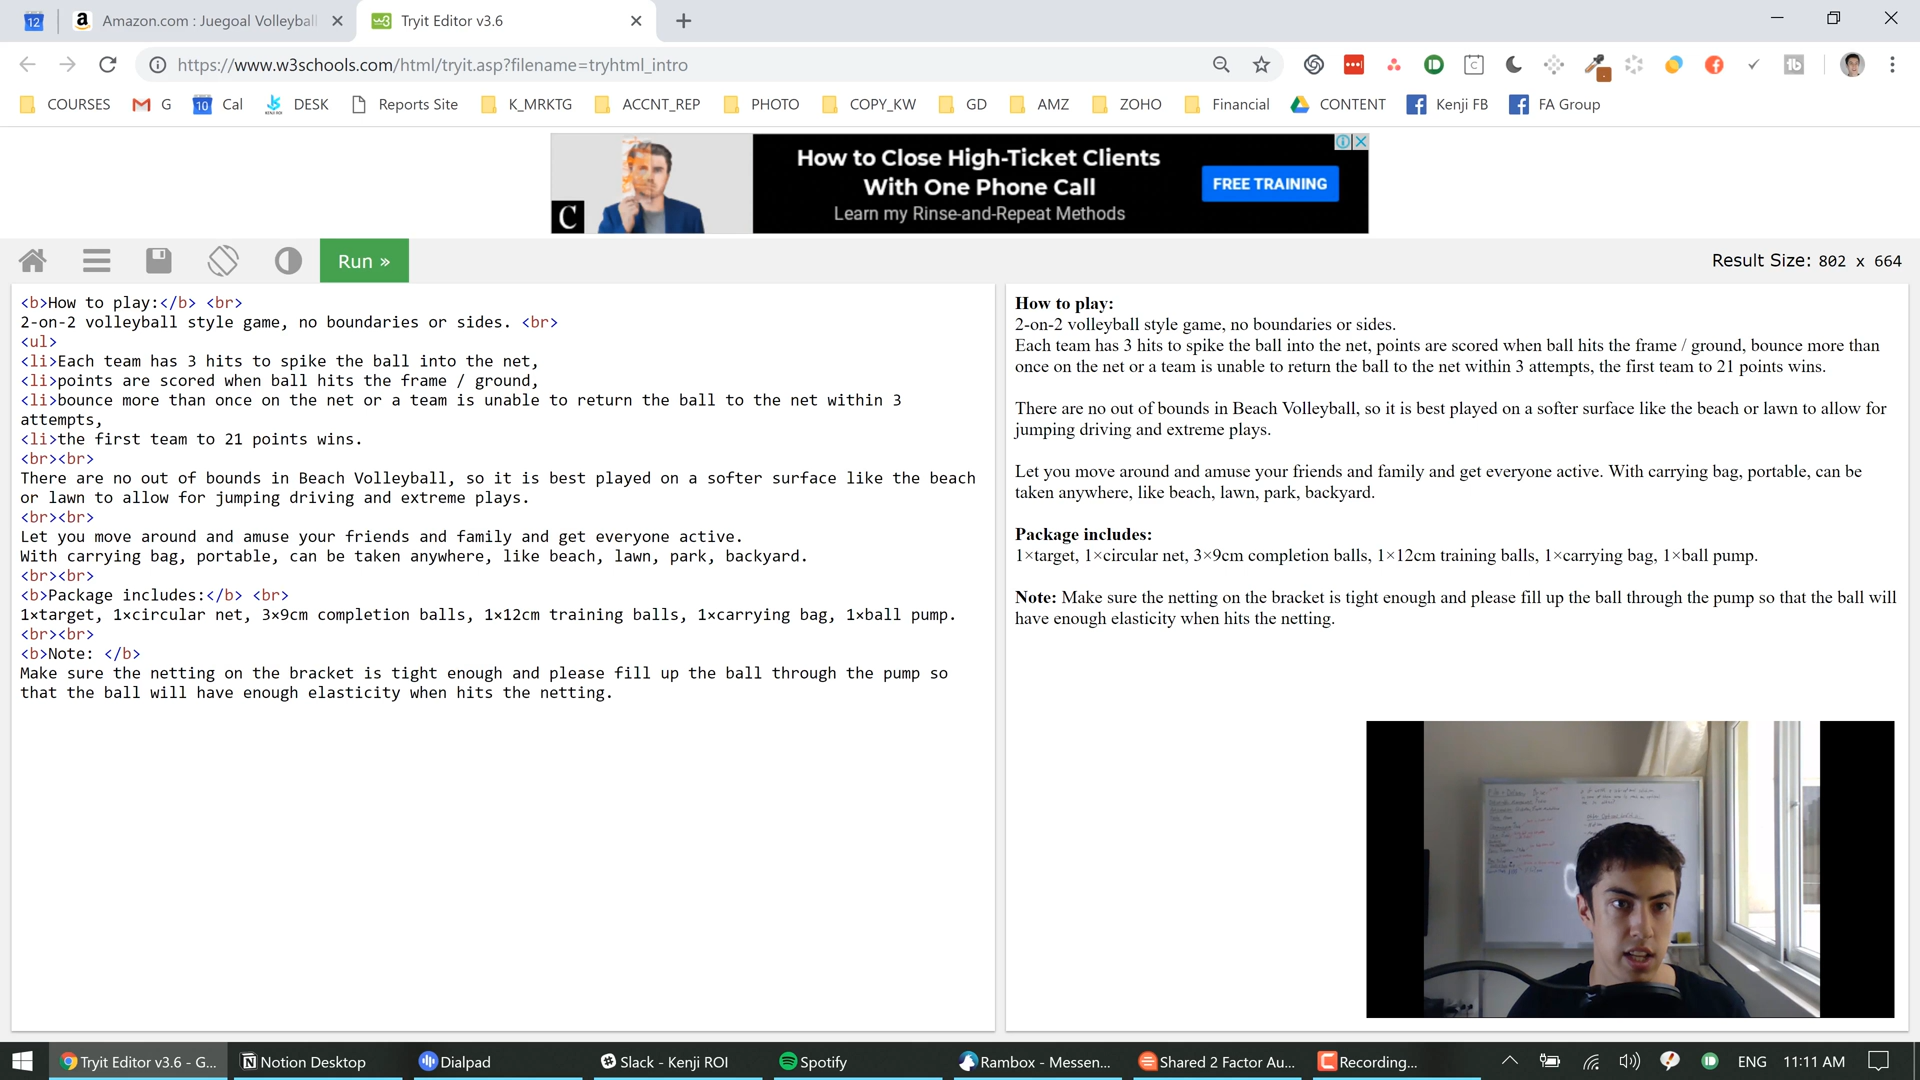 12
Amazon.com : Juegoal Volleyball
Tryit Editor v3.6
https://www.w3schools.com/html/tryit.asp?filename=tryhtml_intro
COURSES
G
10 Cal
DESK
Reports Site
K_MRKTG
ACCNT_REP
PHOTO
COPY_KW
GD
AMZ
ZOHO
Financial
CONTENT
Kenji FB
FA Group
How to Close High-Ticket Clients
With One Phone Call
Learn my Rinse-and-Repeat Methods
FREE TRAINING
C
Run »
Result Size: 802 x 664
<b>How to play:</b> <br>
2-on-2 volleyball style game, no boundaries or sides. <br>
<ul>
<li>Each team has 3 hits to spike the ball into the net,
<li>points are scored when ball hits the frame / ground,
<li>bounce more than once on the net or a team is unable to return the ball to the net within 3
attempts,
<li>the first team to 21 points wins.
<br><br>
There are no out of bounds in Beach Volleyball, so it is best played on a softer surface like the beach
or lawn to allow for jumping driving and extreme plays.
<br><br>
Let you move around and amuse your friends and family and get everyone active.
With carrying bag, portable, can be taken anywhere, like beach, lawn, park, backyard.
<br><br>
<b>Package includes:</b> <br>
1×target, 1×circular net, 3×9cm completion balls, 1×12cm training balls, 1×carrying bag, 1×ball pump.
<br><br>
<b>Note: </b>
Make sure the netting on the bracket is tight enough and please fill up the ball through the pump so
that the ball will have enough elasticity when hits the netting.
How to play:
2-on-2 volleyball style game, no boundaries or sides.
Each team has 3 hits to spike the ball into the net, points are scored when ball hits the frame / ground, bounce more than
once on the net or a team is unable to return the ball to the net within 3 attempts, the first team to 21 points wins.
There are no out of bounds in Beach Volleyball, so it is best played on a softer surface like the beach or lawn to allow for
jumping driving and extreme plays.
Let you move around and amuse your friends and family and get everyone active. With carrying bag, portable, can be
taken anywhere, like beach, lawn, park, backyard.
Package includes:
1×target, 1×circular net, 3×9cm completion balls, 1×12cm training balls, 1×carrying bag, 1×ball pump.
Note: Make sure the netting on the bracket is tight enough and please fill up the ball through the pump so that the ball will
have enough elasticity when hits the netting.
Tryit Editor v3.6 - G...
Notion Desktop
Dialpad
Slack - Kenji ROI
Spotify
Rambox - Messen...
Shared 2 Factor Au...
Recording...
ENG
11:11 AM